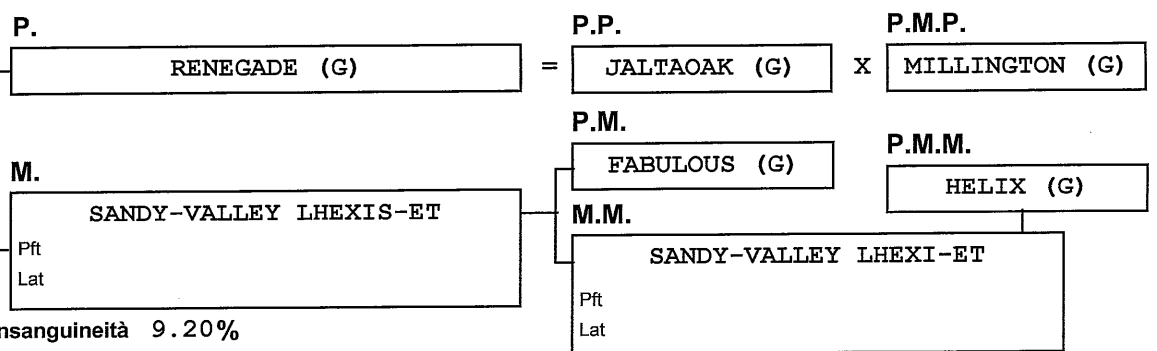 P. P.P. P.M.P.
RENEGADE (G) = JALTAOAK (G) X MILLINGTON (G)
P.M. P.M.M.
FABULOUS (G) HELIX (G)
M. M.M.
SANDY-VALLEY LHEXIS-ET
Pft
Lat
SANDY-VALLEY LHEXI-ET
Pft
Lat
nsanguineità 9.20%